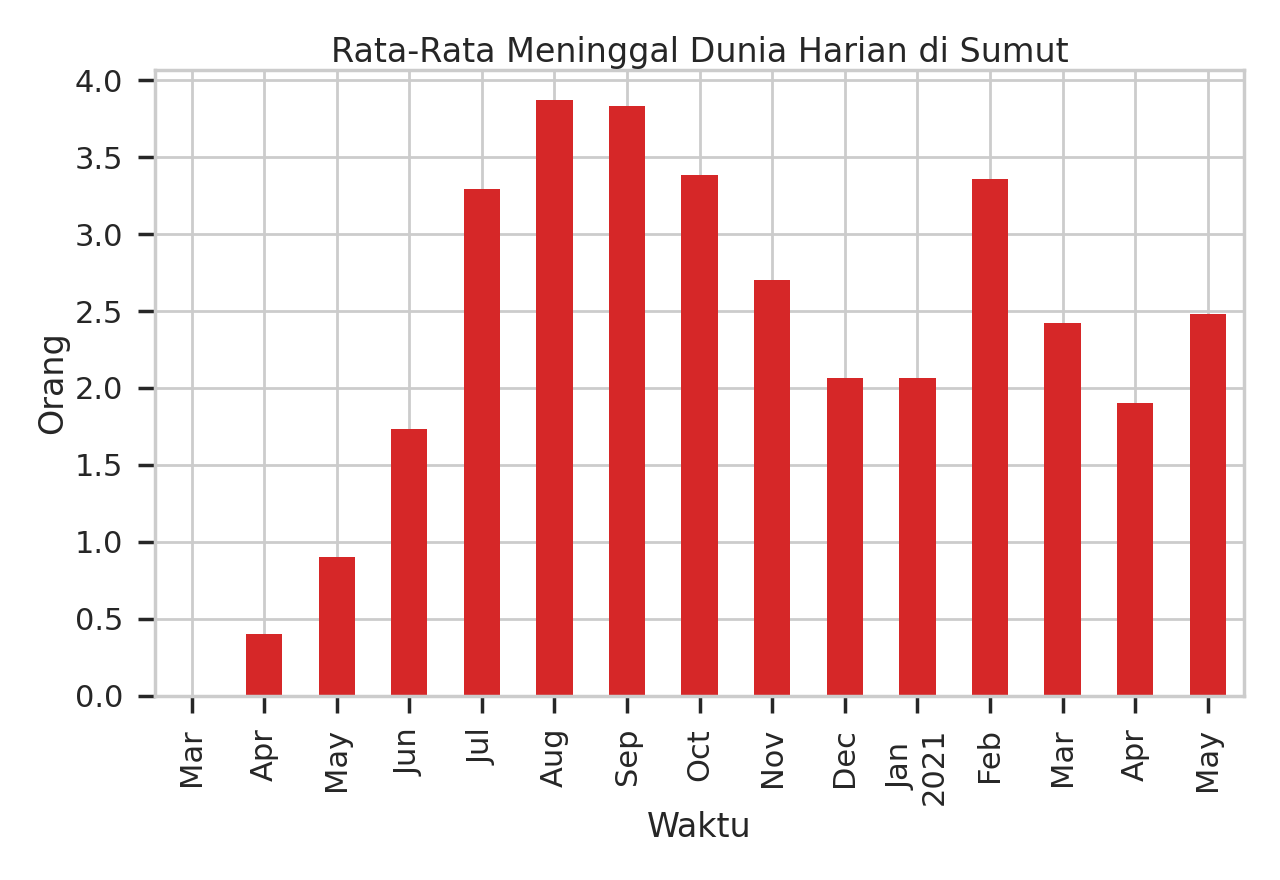 Rata-Rata Meninggal Dunia Harian di Sumut
4.0
3.5
3.0
2.5
2.0
1.5
1.0
0.5
0.0
Orang
Mar
Apr
May
Jun
Jul
Aug
Sep
Oct
Nov
Dec
Jan
2021
Feb
Mar
Apr
May
Waktu